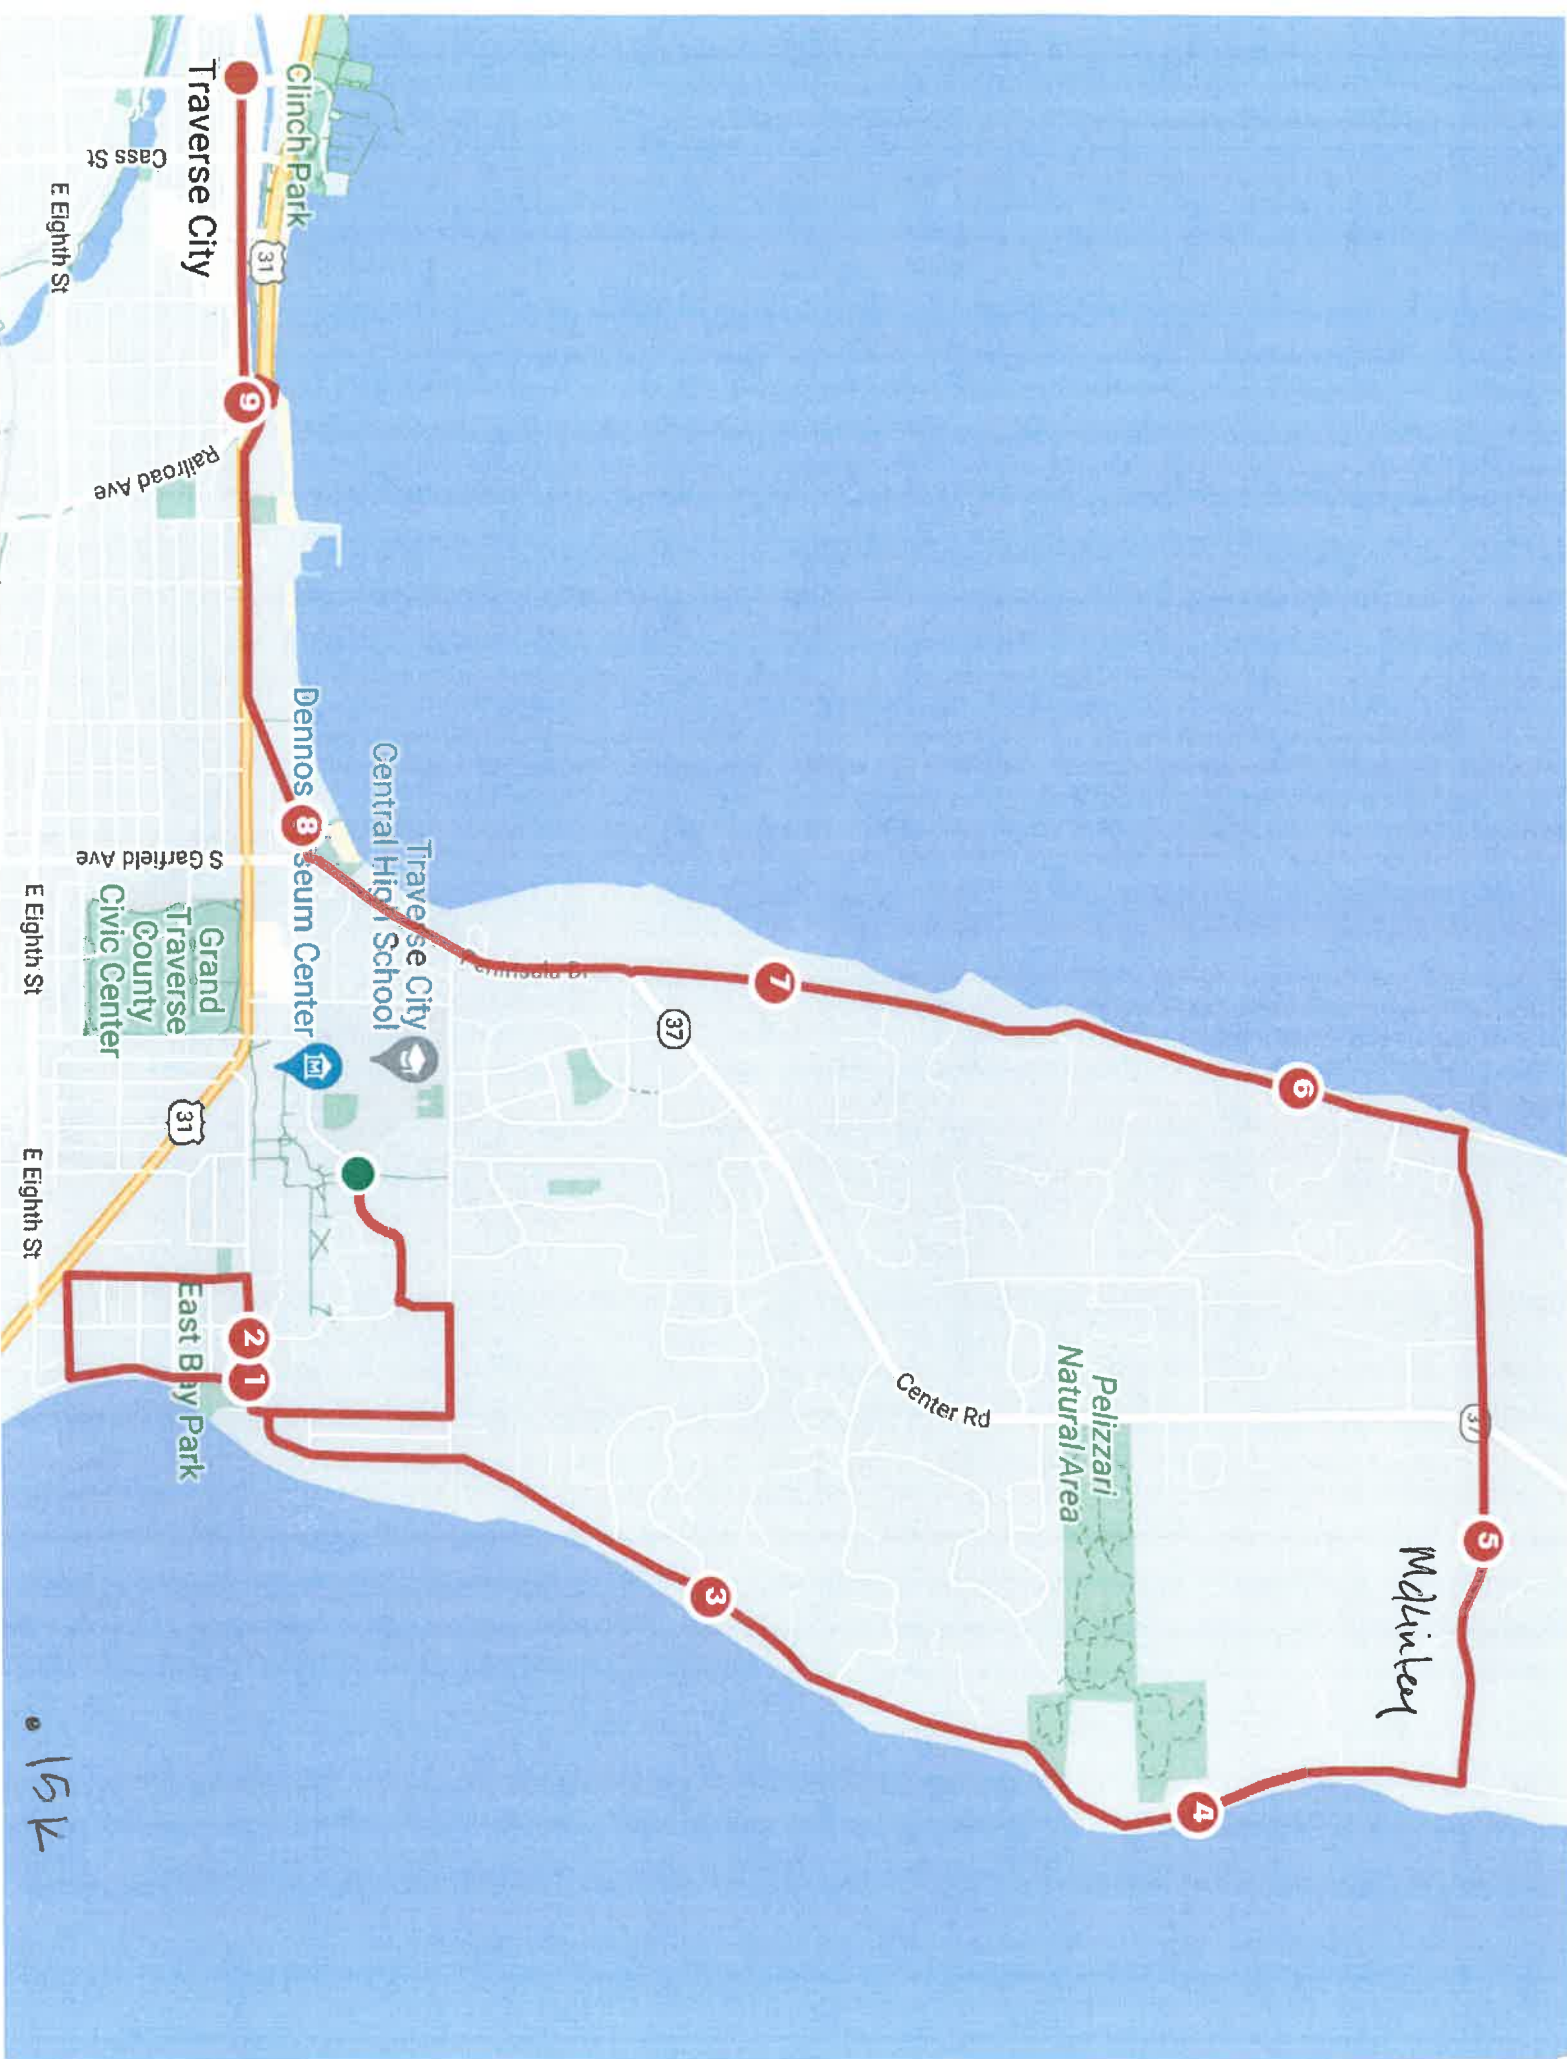 5
37
McKinley
6
4
Pelizzari
Natural Area
Center Rd
7
3
37
Peninsula Dr
Traverse City
Central High School
Clinch Park
8
Dennos seum Center
31
9
2
1
Traverse City
Grand
Traverse
County
Civic Center
31
East Bay Park
Railroad Ave
S Garfield Ave
Cass St
E Eighth St
E Eighth St
E Eighth St
• 15K